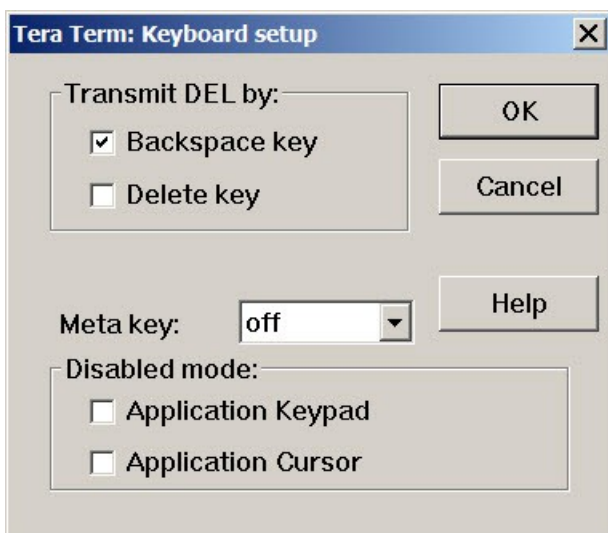 Tera Term: Keyboard setup
Transmit DEL by:
Backspace key
Delete key
OK
Cancel
Meta key:
off
Help
Disabled mode:
Application Keypad
Application Cursor